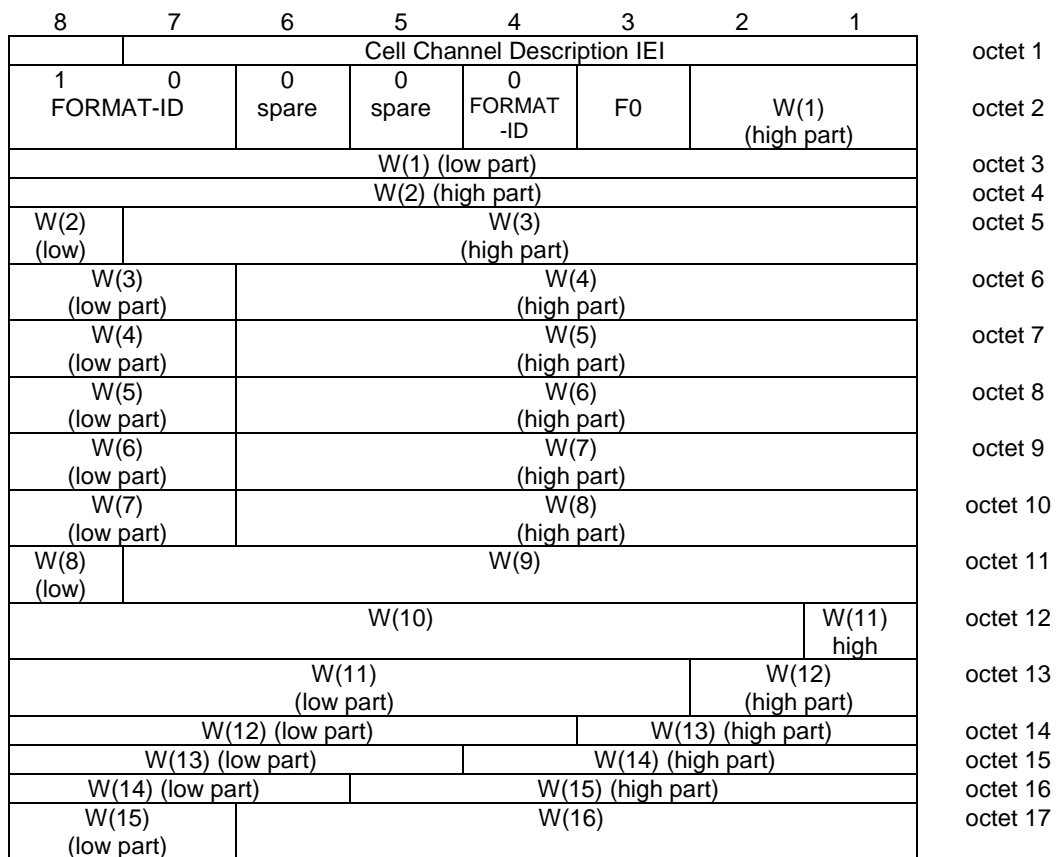 8 7 6 5 4 3 2 1
Cell Channel Description IEI octet 1
1 0 0 0 0
FORMAT-ID spare spare FORMAT
-ID F0 W(1)
(high part) octet 2
W(1) (low part) octet 3
W(2) (high part) octet 4
W(2) W(3) octet 5
(low) (high part)
W(3) W(4) octet 6
(low part) (high part)
W(4) W(5) octet 7
(low part) (high part)
W(5) W(6) octet 8
(low part) (high part)
W(6) W(7) octet 9
(low part) (high part)
W(7) W(8) octet 10
(low part) (high part)
W(8) W(9) octet 11
(low)
W(10) W(11) octet 12
high
W(11) W(12) octet 13
(low part) (high part)
W(12) (low part) W(13) (high part) octet 14
W(13) (low part) W(14) (high part) octet 15
W(14) (low part) W(15) (high part) octet 16
W(15) W(16) octet 17
(low part)